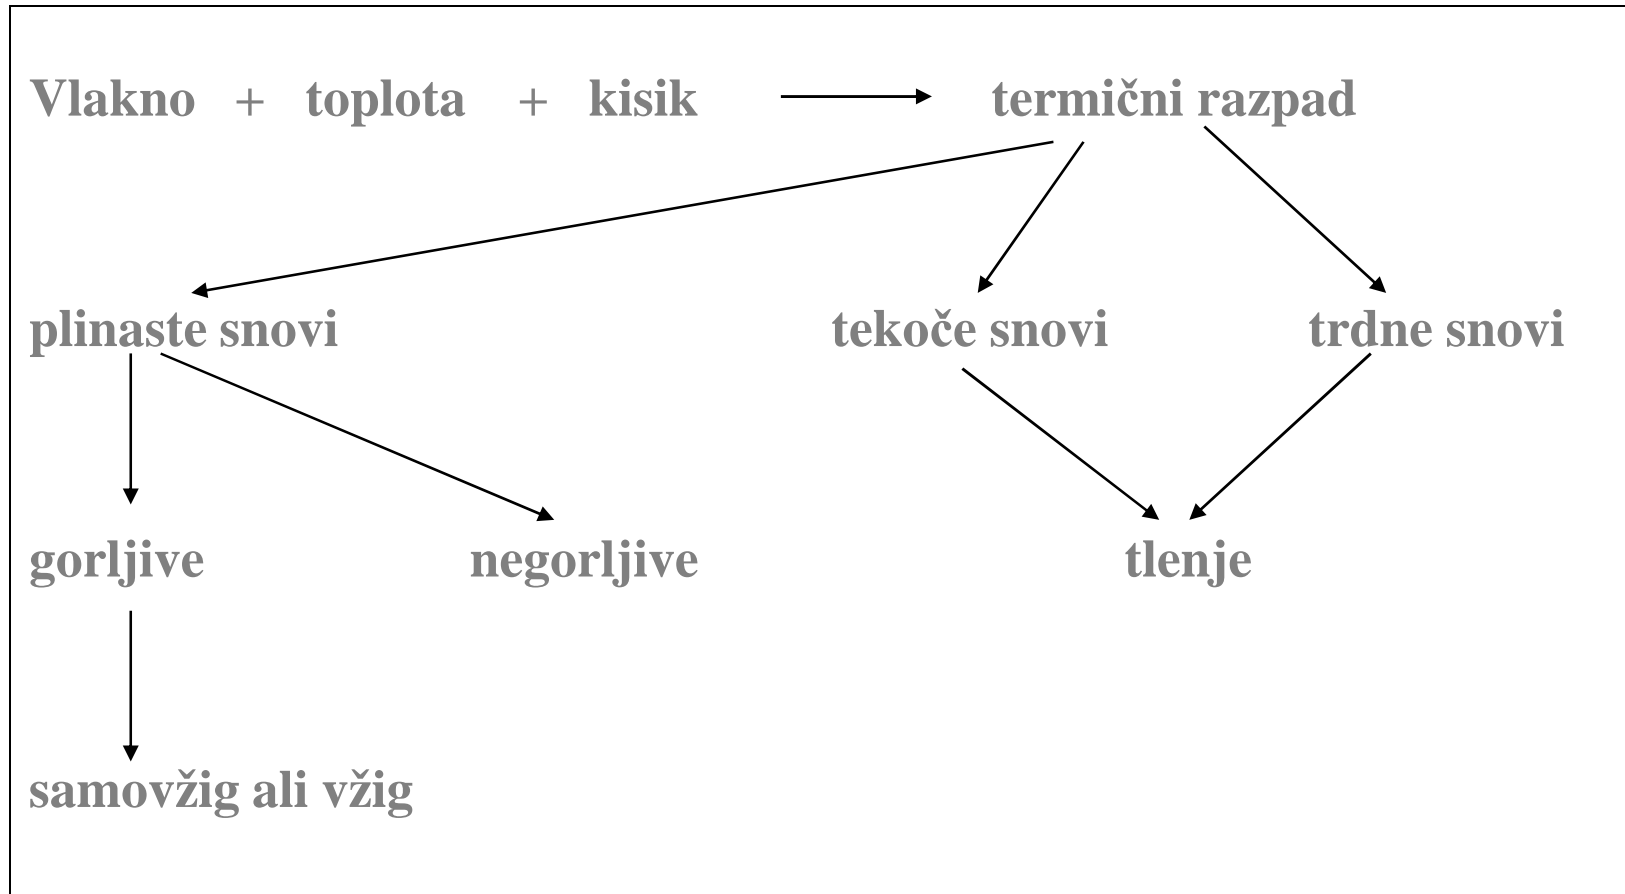 Vlakno + toplota + kisik termični razpad
plinaste snovi tekoče snovi trdne snovi
gorljive negorljive tlenje
samovžig ali vžig